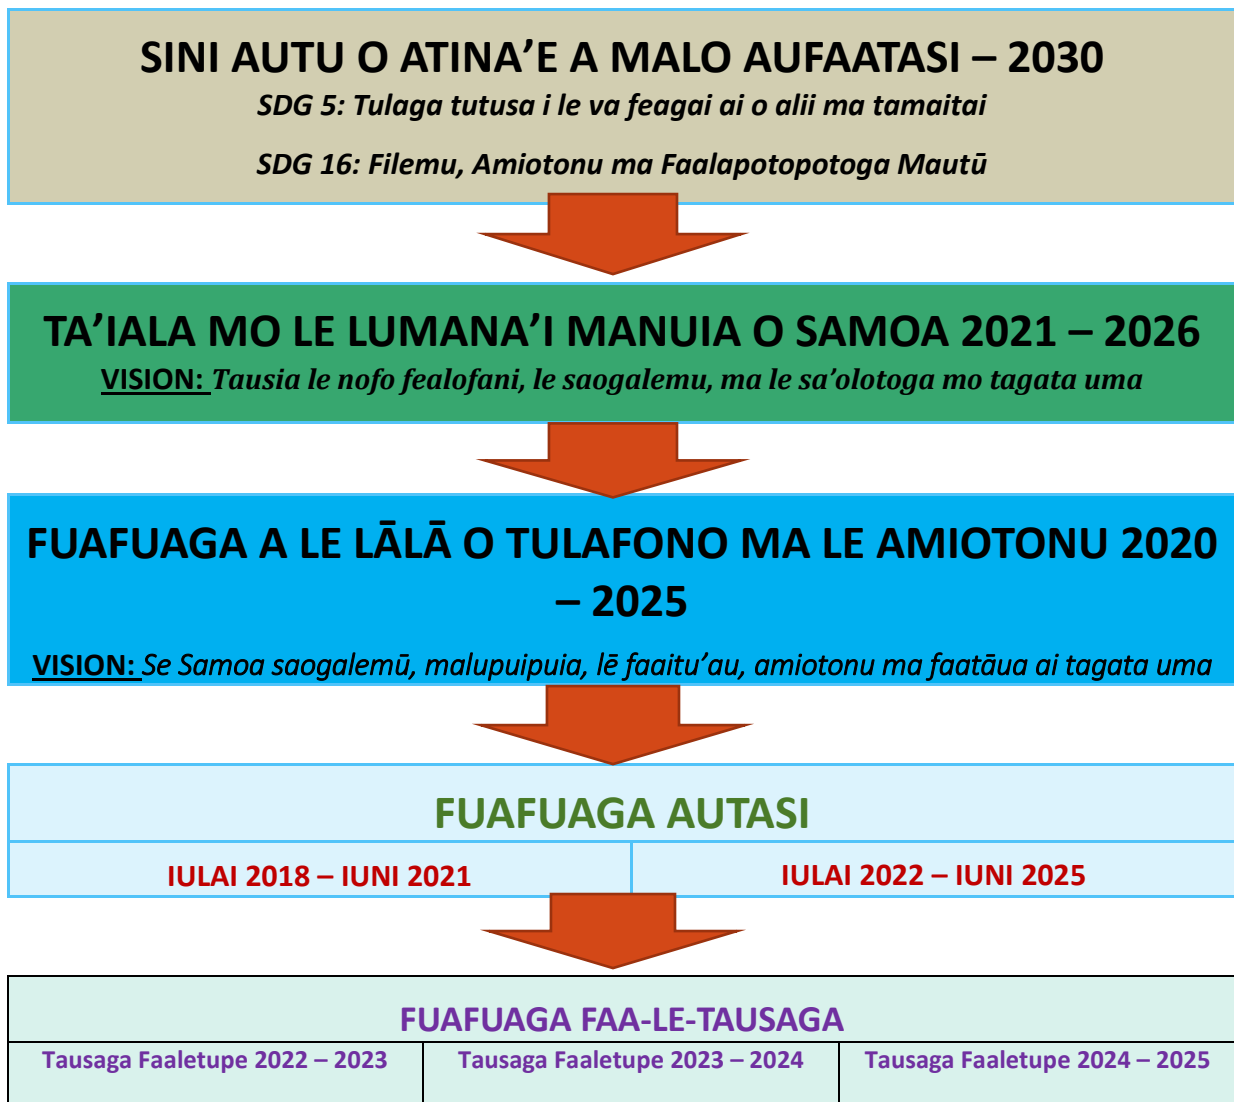 SINI AUTU O ATINA’E A MALO AUFAATASI – 2030
SDG 5: Tulaga tutusa i le va feagai ai o alii ma tamaitai
SDG 16: Filemu, Amiotonu ma Faalapotopotoga Mautū
TA’IALA MO LE LUMANA’I MANUIA O SAMOA 2021 – 2026
VISION: Tausia le nofo fealofani, le saogalemu, ma le sa’olotoga mo tagata uma
FUAFUAGA A LE LĀLĀ O TULAFONO MA LE AMIOTONU 2020
– 2025
VISION: Se Samoa saogalemū, malupuipuia, lē faaitu’au, amiotonu ma faatāua ai tagata uma
FUAFUAGA AUTASI
IULAI 2018 – IUNI 2021
IULAI 2022 – IUNI 2025
FUAFUAGA FAA-LE-TAUSAGA
Tausaga Faaletupe 2022 – 2023
Tausaga Faaletupe 2023 – 2024
Tausaga Faaletupe 2024 – 2025